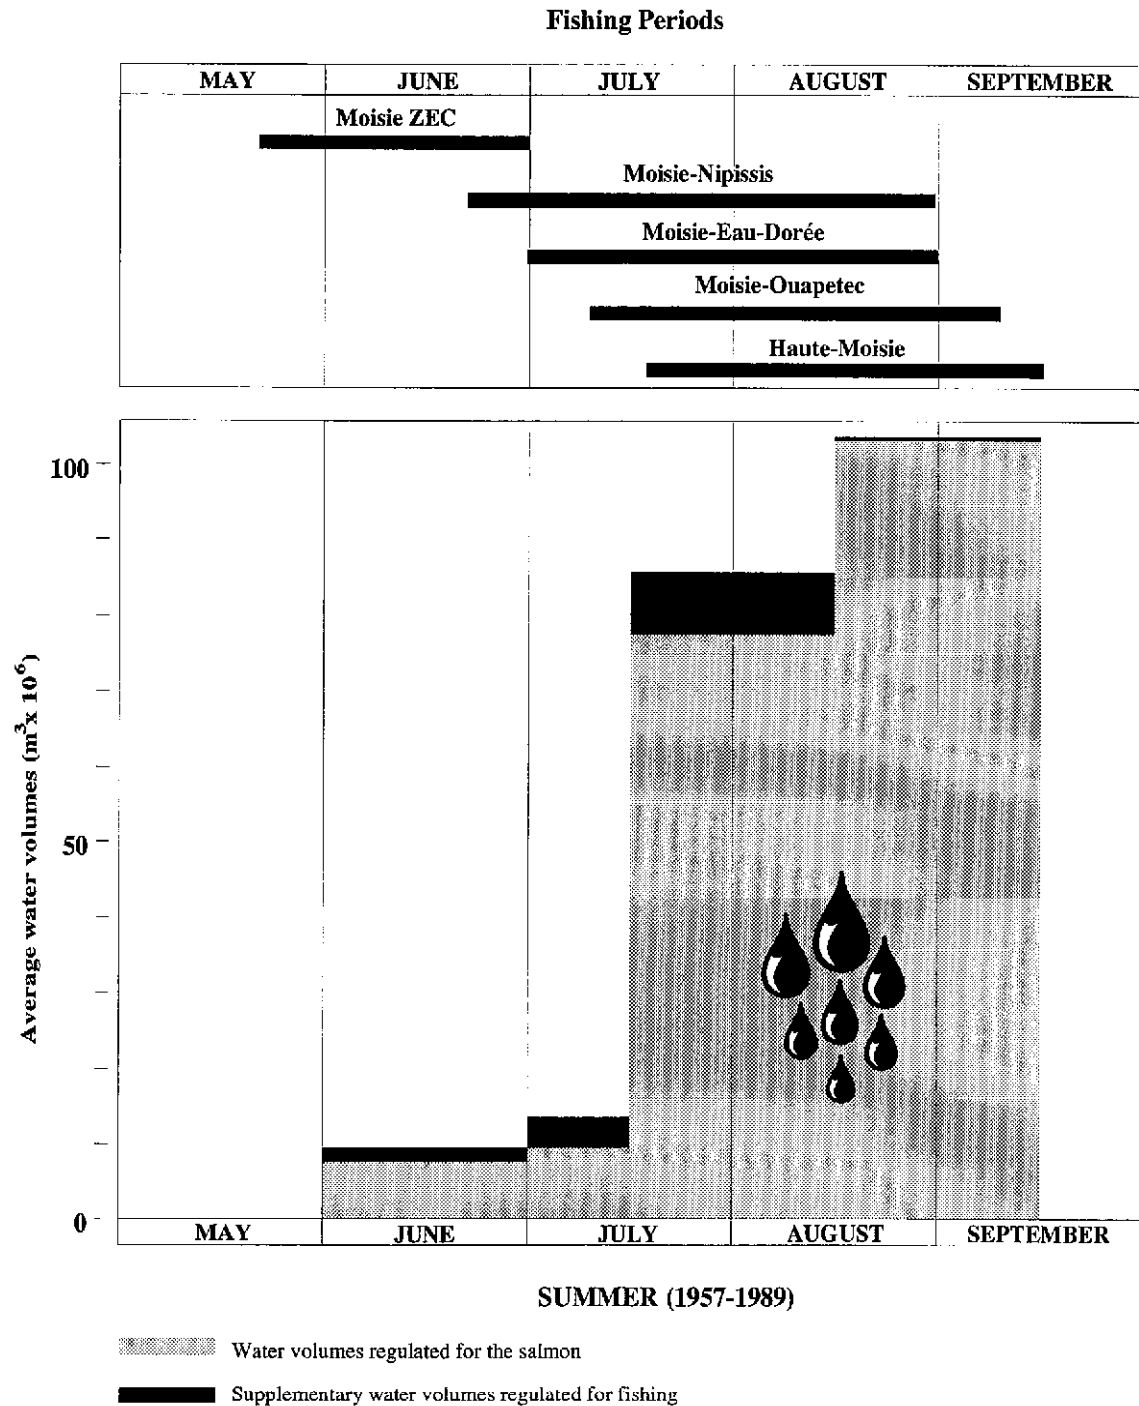 Fishing Periods
MAY JUNE JULY AUGUST SEPTEMBER
Moisie ZEC
Moisie-Nipissis
Moisie-Eau-Dorée
Moisie-Ouapetec
Haute-Moisie
100
50
0
Average water volumes (m³x 10⁶)
MAY JUNE JULY AUGUST SEPTEMBER
SUMMER (1957-1989)
Water volumes regulated for the salmon
Supplementary water volumes regulated for fishing